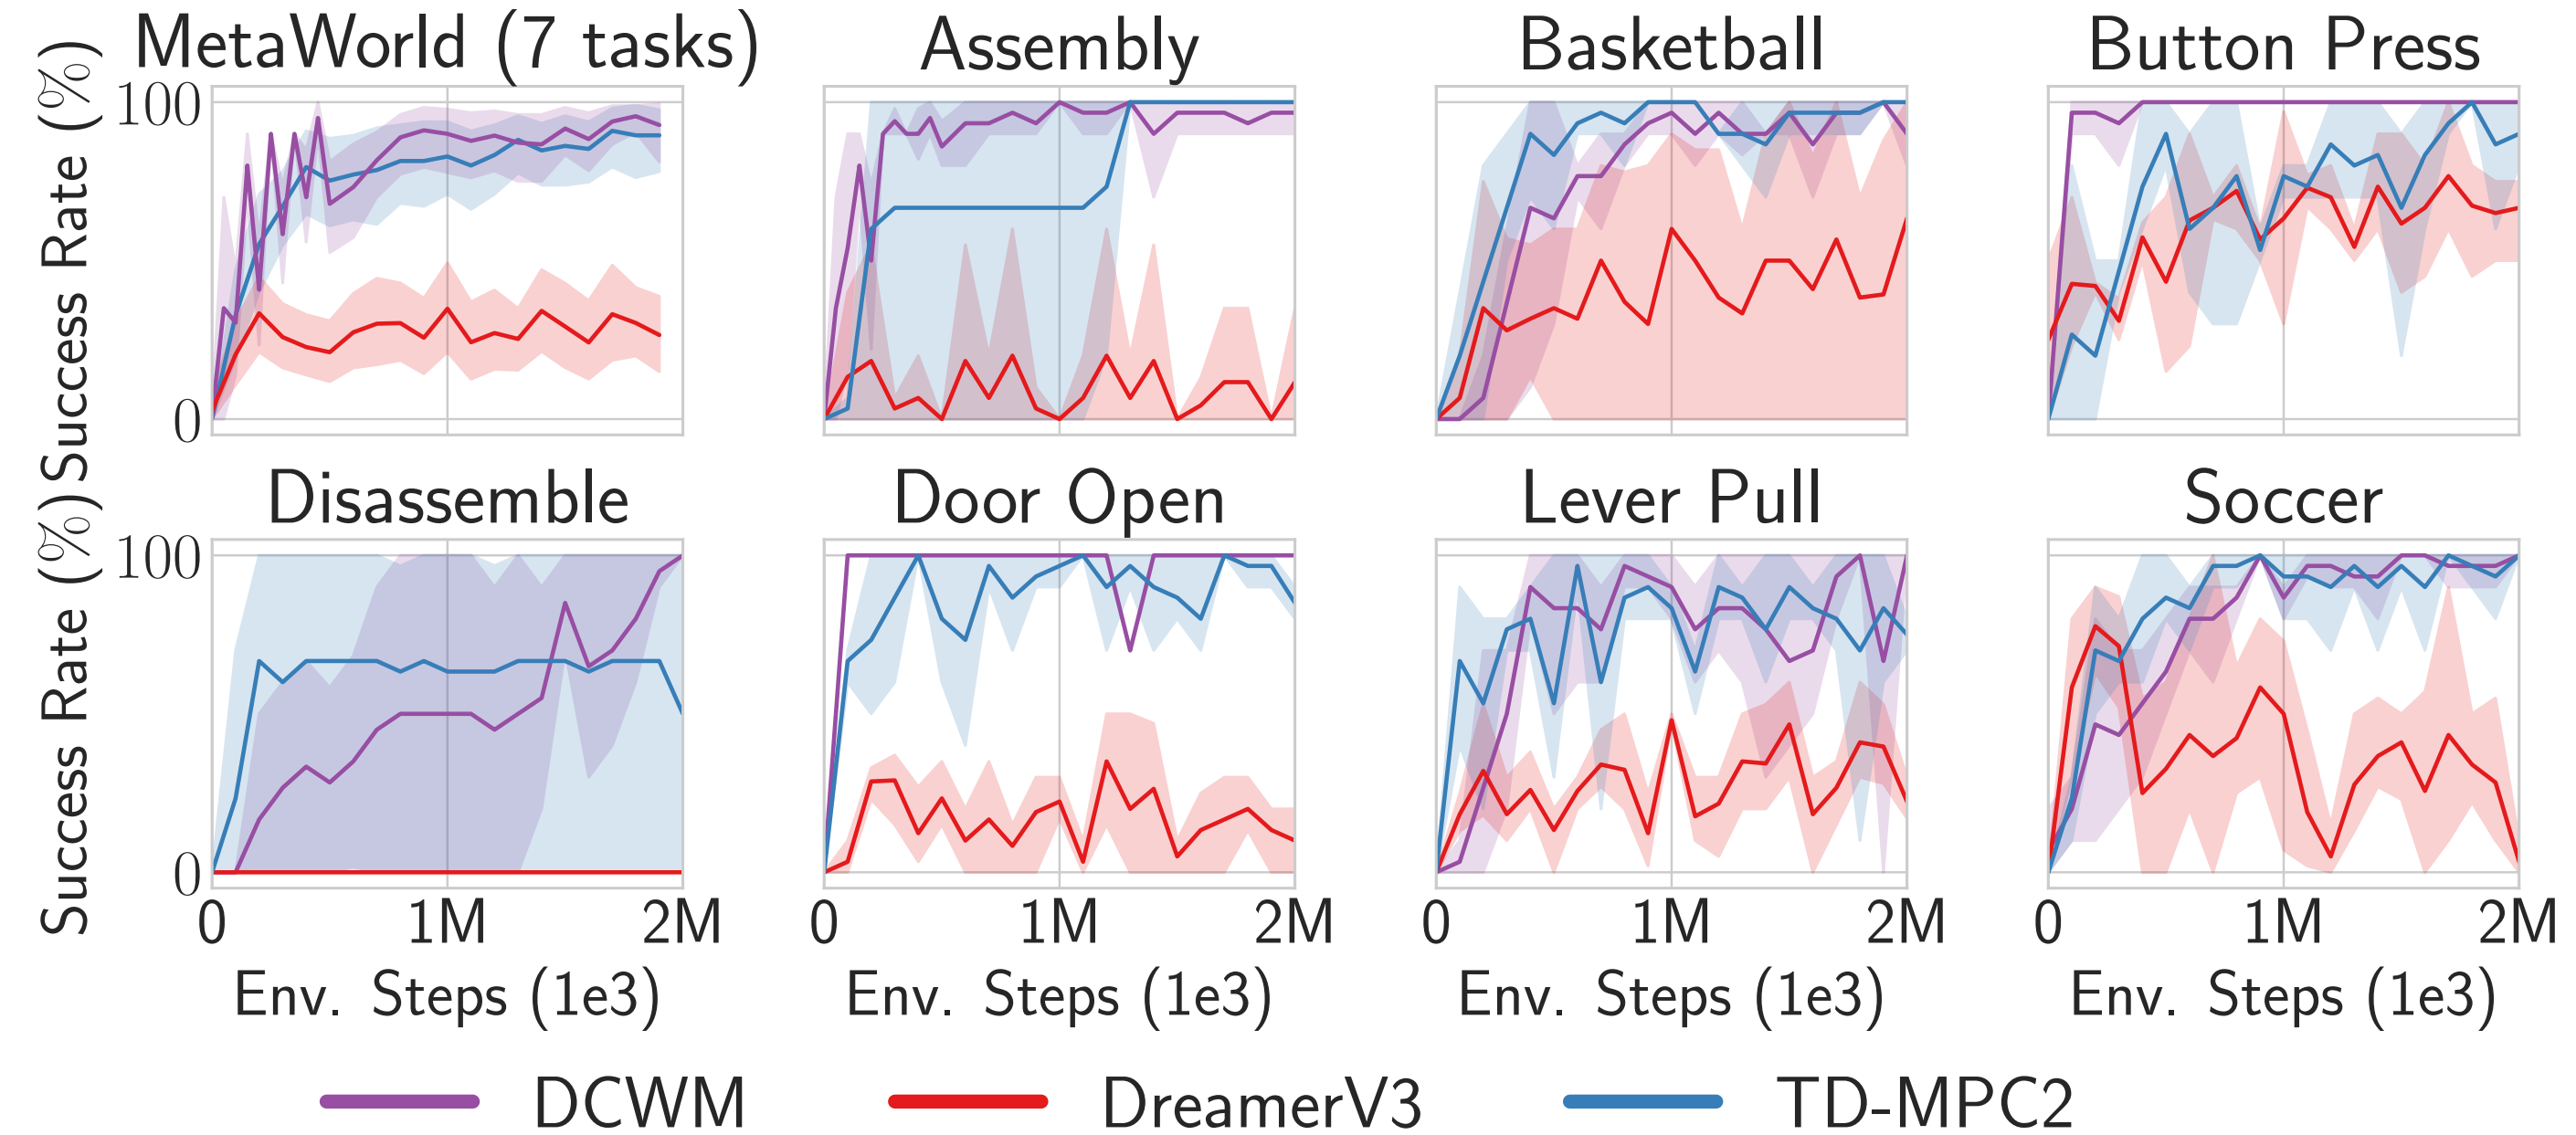 MetaWorld (7 tasks)
Assembly
Basketball
Button Press
Success Rate (%)
100
0
Disassemble
Door Open
Lever Pull
Soccer
Success Rate (%)
100
0
0
1M
2M
0
1M
2M
0
1M
2M
0
1M
2M
Env. Steps (1e3)
Env. Steps (1e3)
Env. Steps (1e3)
Env. Steps (1e3)
DCWM
DreamerV3
TD-MPC2